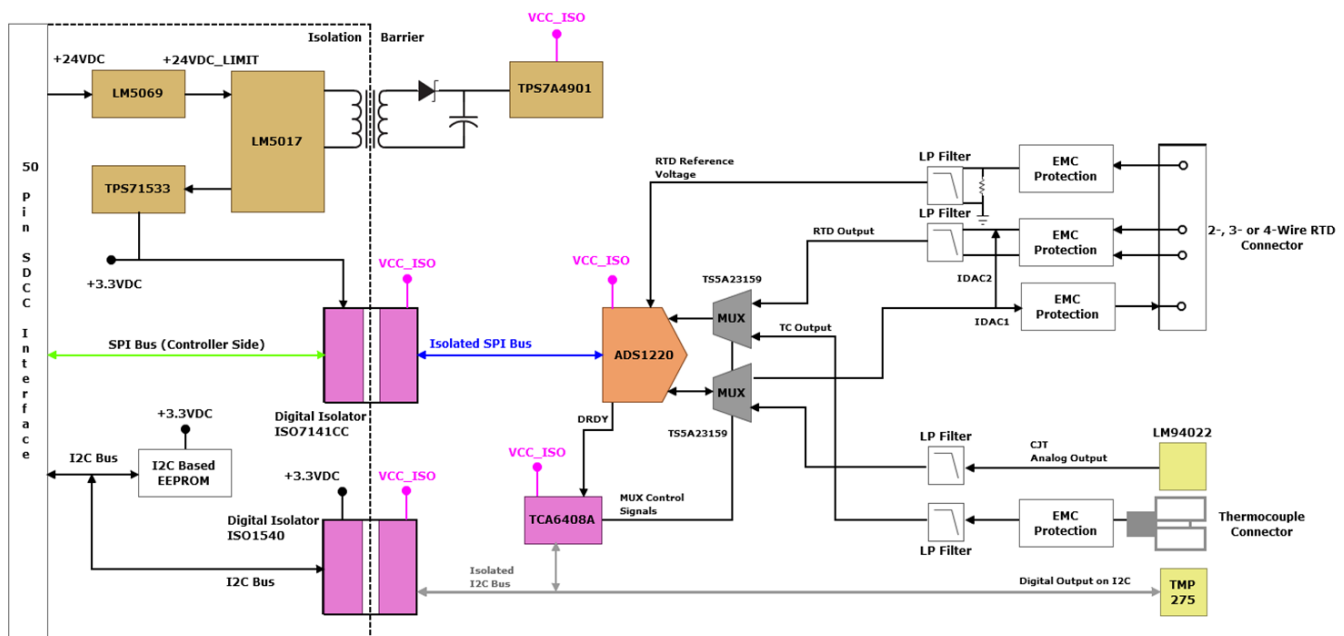 VCC_ISO
Isolation
Barrier
+24VDC
+24VDC_LIMIT
LM5069
TPS7A4901
LM5017
TPS71533
+3.3VDC
50 Pin SDCC Interface
VCC_ISO
VCC_ISO
SPI Bus (Controller Side)
Isolated SPI Bus
Digital Isolator
ISO7141CC
ADS1220
RTD Reference
Voltage
LP Filter
EMC
Protection
LP Filter
RTD Output
EMC
Protection
2-, 3- or 4-Wire RTD
Connector
IDAC2
TS5A23159
MUX
TC Output
IDAC1
EMC
Protection
MUX
TS5A23159
DRDY
+3.3VDC
I2C Bus
I2C Based
EEPROM
+3.3VDC
VCC_ISO
VCC_ISO
Digital Isolator
ISO1540
I2C Bus
TCA6408A
MUX Control
Signals
Isolated
I2C Bus
LP Filter
CJT
Analog Output
LM94022
EMC
Protection
Thermocouple
Connector
LP Filter
Digital Output on I2C
TMP
275